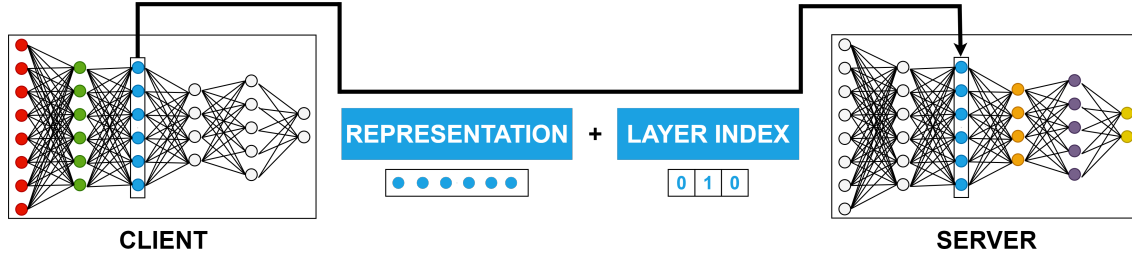 REPRESENTATION + LAYER INDEX
0 1 0
CLIENT
SERVER